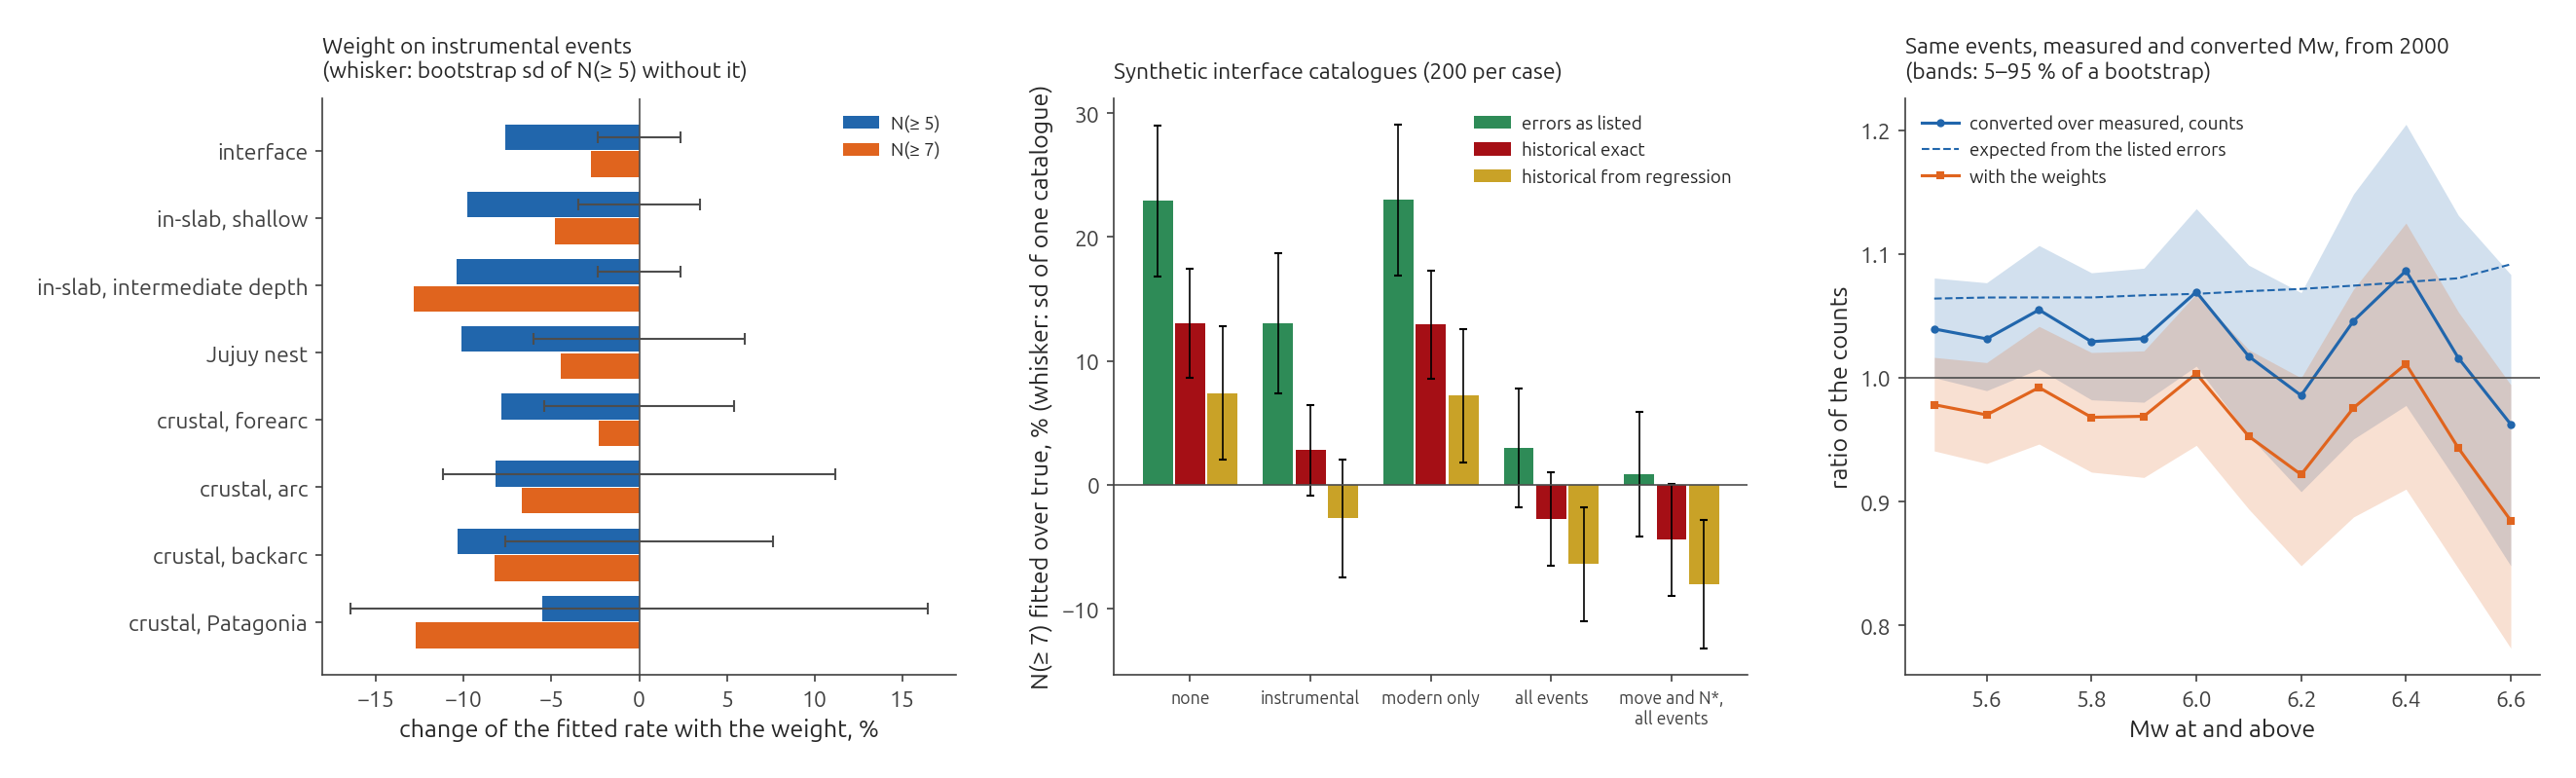 Weight on instrumental events
(whisker: bootstrap sd of N(≥ 5) without it)
N(≥ 5)
N(≥ 7)
interface
in-slab, shallow
in-slab, intermediate depth
Jujuy nest
crustal, forearc
crustal, arc
crustal, backarc
crustal, Patagonia
−15 −10 −5 0 5 10 15
change of the fitted rate with the weight, %
Synthetic interface catalogues (200 per case)
N(≥ 7) fitted over true, % (whisker: sd of one catalogue)
30
20
10
0
−10
errors as listed
historical exact
historical from regression
none instrumental modern only all events move and N*,
all events
Same events, measured and converted Mw, from 2000
(bands: 5–95 % of a bootstrap)
ratio of the counts
1.2
1.1
1.0
0.9
0.8
converted over measured, counts
expected from the listed errors
with the weights
5.6 5.8 6.0 6.2 6.4 6.6
Mw at and above